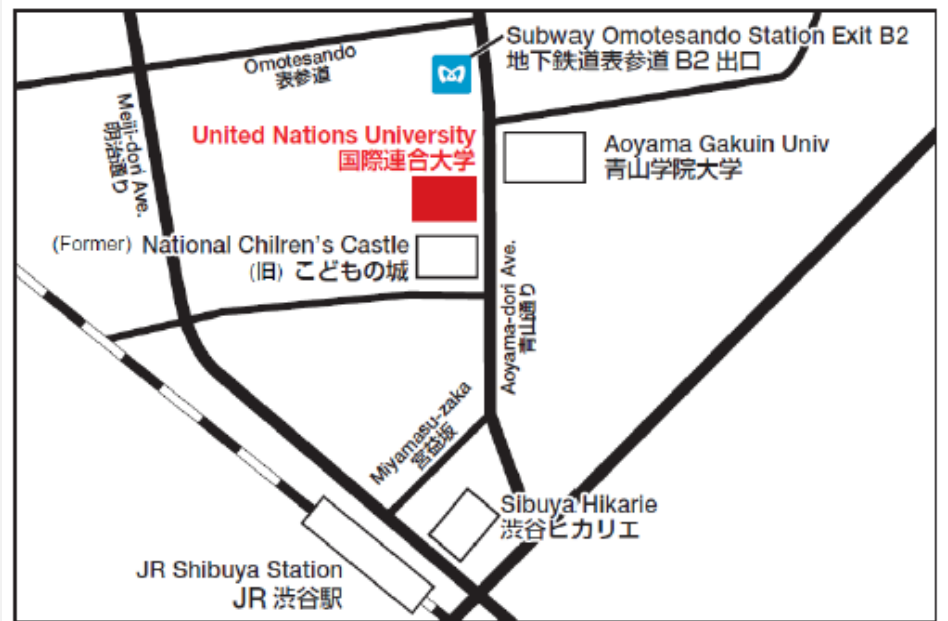 Subway Omotesando Station Exit B2
地下鉄道表参道 B2 出口
Omotesando
表参道
Meiji-dori Ave.
明治通り
United Nations University
国際連合大学
Aoyama Gakuin Univ
青山学院大学
(Former) National Chilren's Castle
(旧) こどもの城
Aoyama-dori Ave.
青山通り
Miyamasu-zaka
宮益坂
Sibuya Hikarie
渋谷ヒカリエ
JR Shibuya Station
JR 渋谷駅